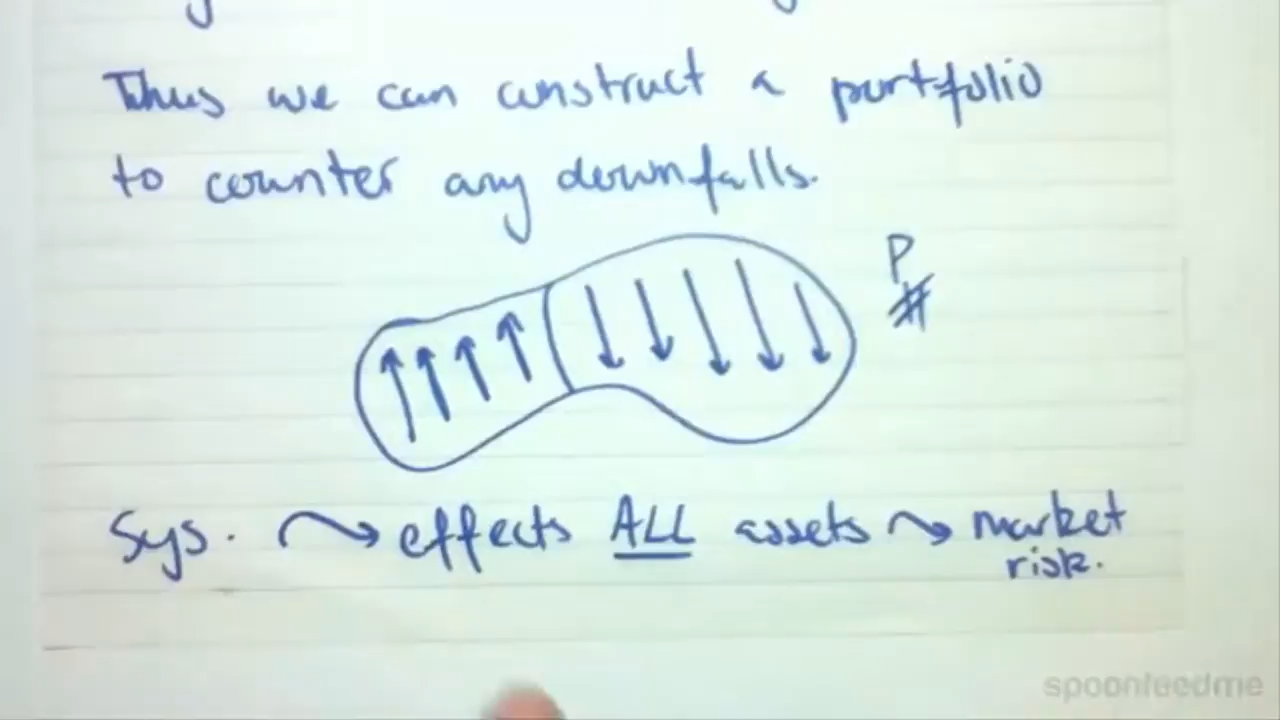 Thus we can construct a portfolio
to counter any downfalls.
P
Sys. effects ALL assets market
risk.
spoonfeedme